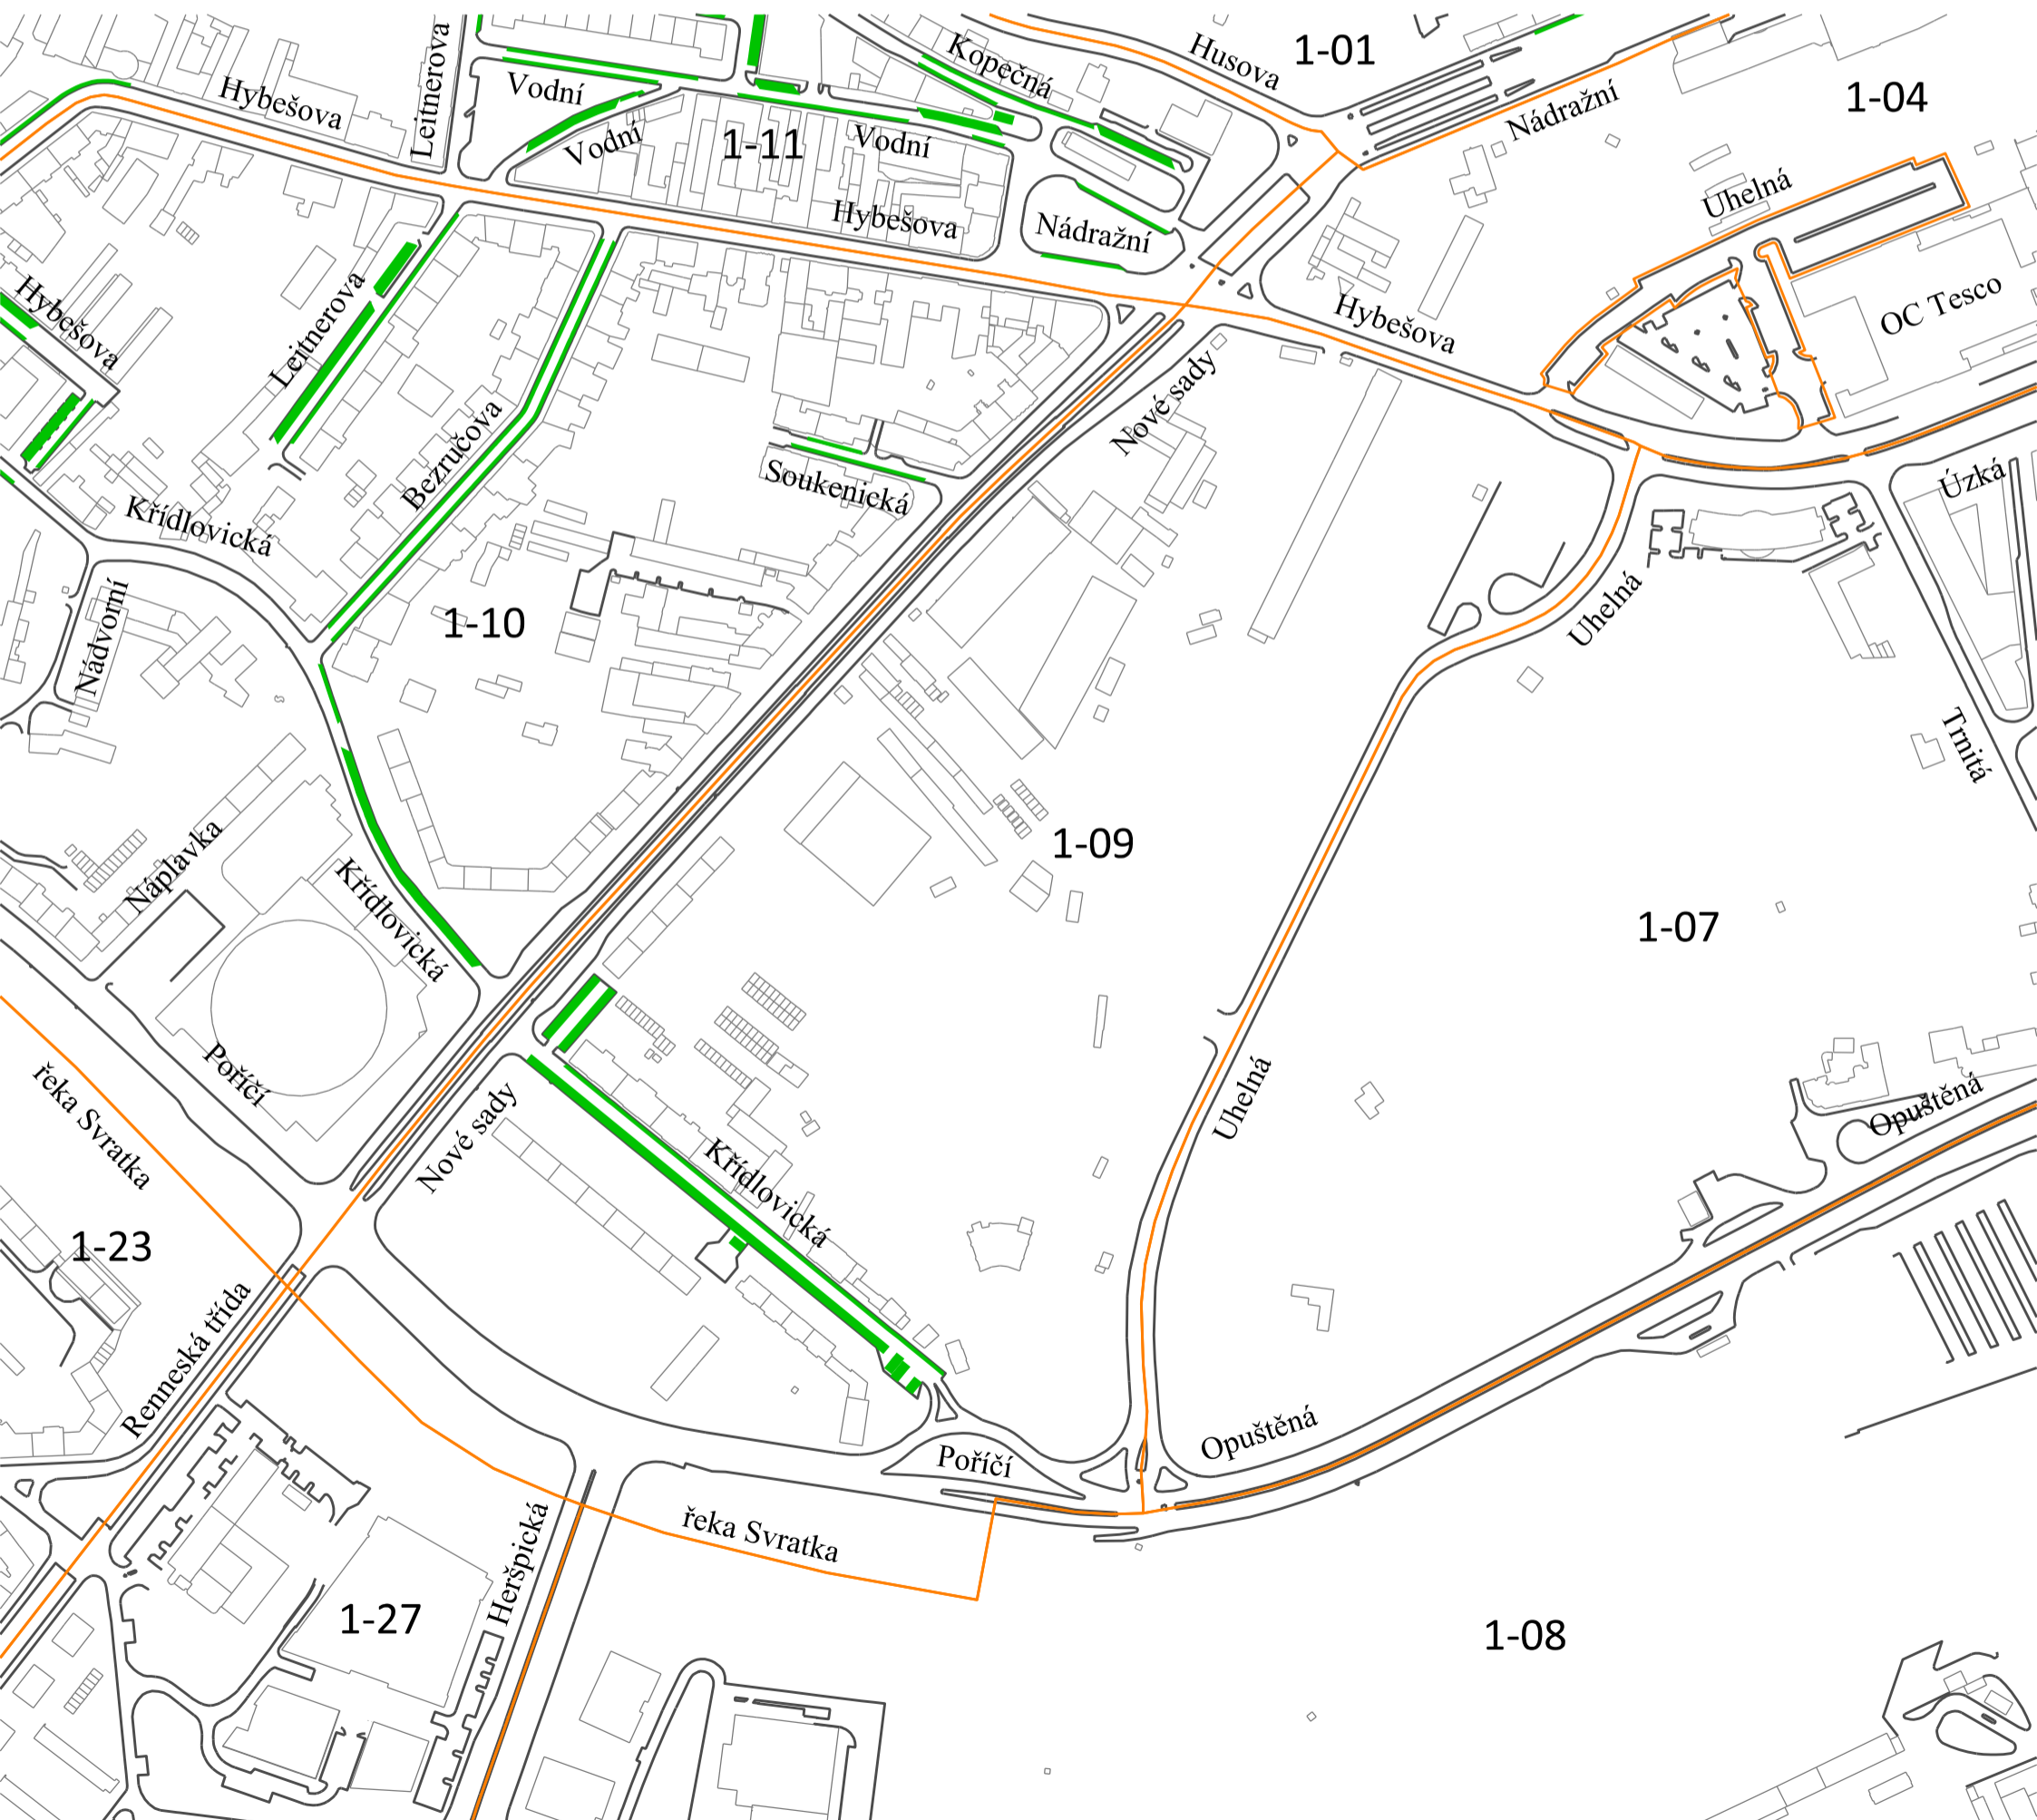 Husova
1-01
Kopečná
Leitnerova
Hybešova
Vodní
1-04
Nádražní
Vodní
1-11
Vodní
Uhelná
Hybešova
Nádražní
Hybešova
Leitnerova
Hybešova
OC Tesco
Nové sady
Bezručova
Soukenická
Úzká
Křídlovická
Nádvorní
1-10
Uhelná
Trnitá
Náplavka
1-09
Křídlovická
1-07
Poříčí
řeka Svratka
Nové sady
Uhelná
Opuštěná
Křídlovická
1-23
Renneská třída
Opuštěná
Poříčí
řeka Svratka
Heršpická
1-27
1-08